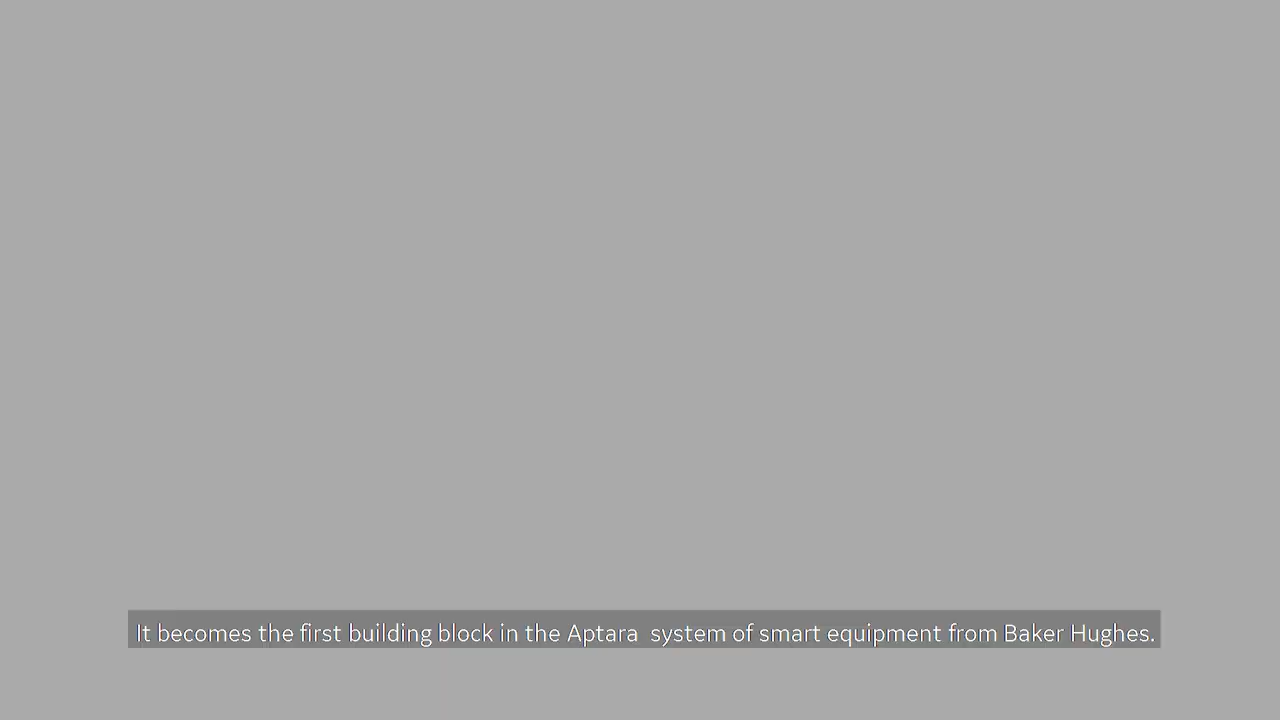 It becomes the first building block in the Aptara  system of smart equipment from Baker Hughes.